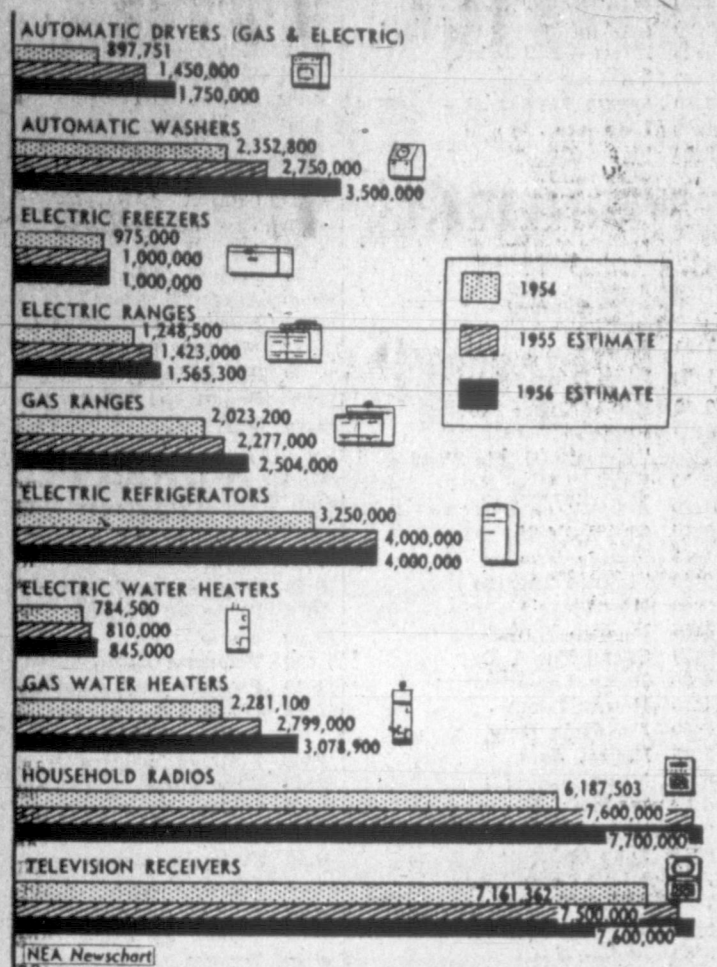 AUTOMATIC DRYERS (GAS & ELECTRIC)
897,751
1,450,000
1,750,000
AUTOMATIC WASHERS
2,352,800
2,750,000
3,500,000
ELECTRIC FREEZERS
975,000
1,000,000
1,000,000
1954
1955 ESTIMATE
1956 ESTIMATE
ELECTRIC RANGES
1,248,500
1,423,000
1,565,300
GAS RANGES
2,023,200
2,277,000
2,504,000
ELECTRIC REFRIGERATORS
3,250,000
4,000,000
4,000,000
ELECTRIC WATER HEATERS
784,500
810,000
845,000
GAS WATER HEATERS
2,281,100
2,799,000
3,078,900
HOUSEHOLD RADIOS
6,187,503
7,600,000
7,700,000
TELEVISION RECEIVERS
7,161,362
7,500,000
7,600,000
NEA Newschart